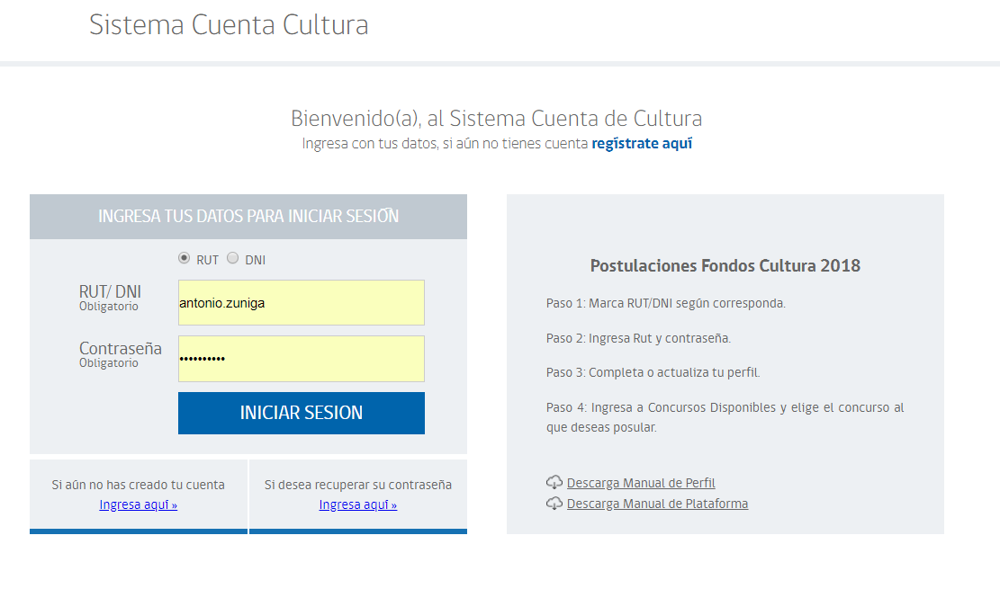 Sistema Cuenta Cultura
Bienvenido(a), al Sistema Cuenta de Cultura
Ingresa con tus datos, si aún no tienes cuenta regístrate aquí
INGRESA TUS DATOS PARA INICIAR SESIÓN
RUT DNI
RUT/ DNI
Obligatorio
antonio.zuniga
Contraseña
Obligatorio
••••••••••
INICIAR SESION
Si aún no has creado tu cuenta
Ingresa aquí »
Si desea recuperar su contraseña
Ingresa aquí »
Postulaciones Fondos Cultura 2018
Paso 1: Marca RUT/DNI según corresponda.
Paso 2: Ingresa Rut y contraseña.
Paso 3: Completa o actualiza tu perfil.
Paso 4: Ingresa a Concursos Disponibles y elige el concurso al
que deseas posular.
Descarga Manual de Perfil
Descarga Manual de Plataforma